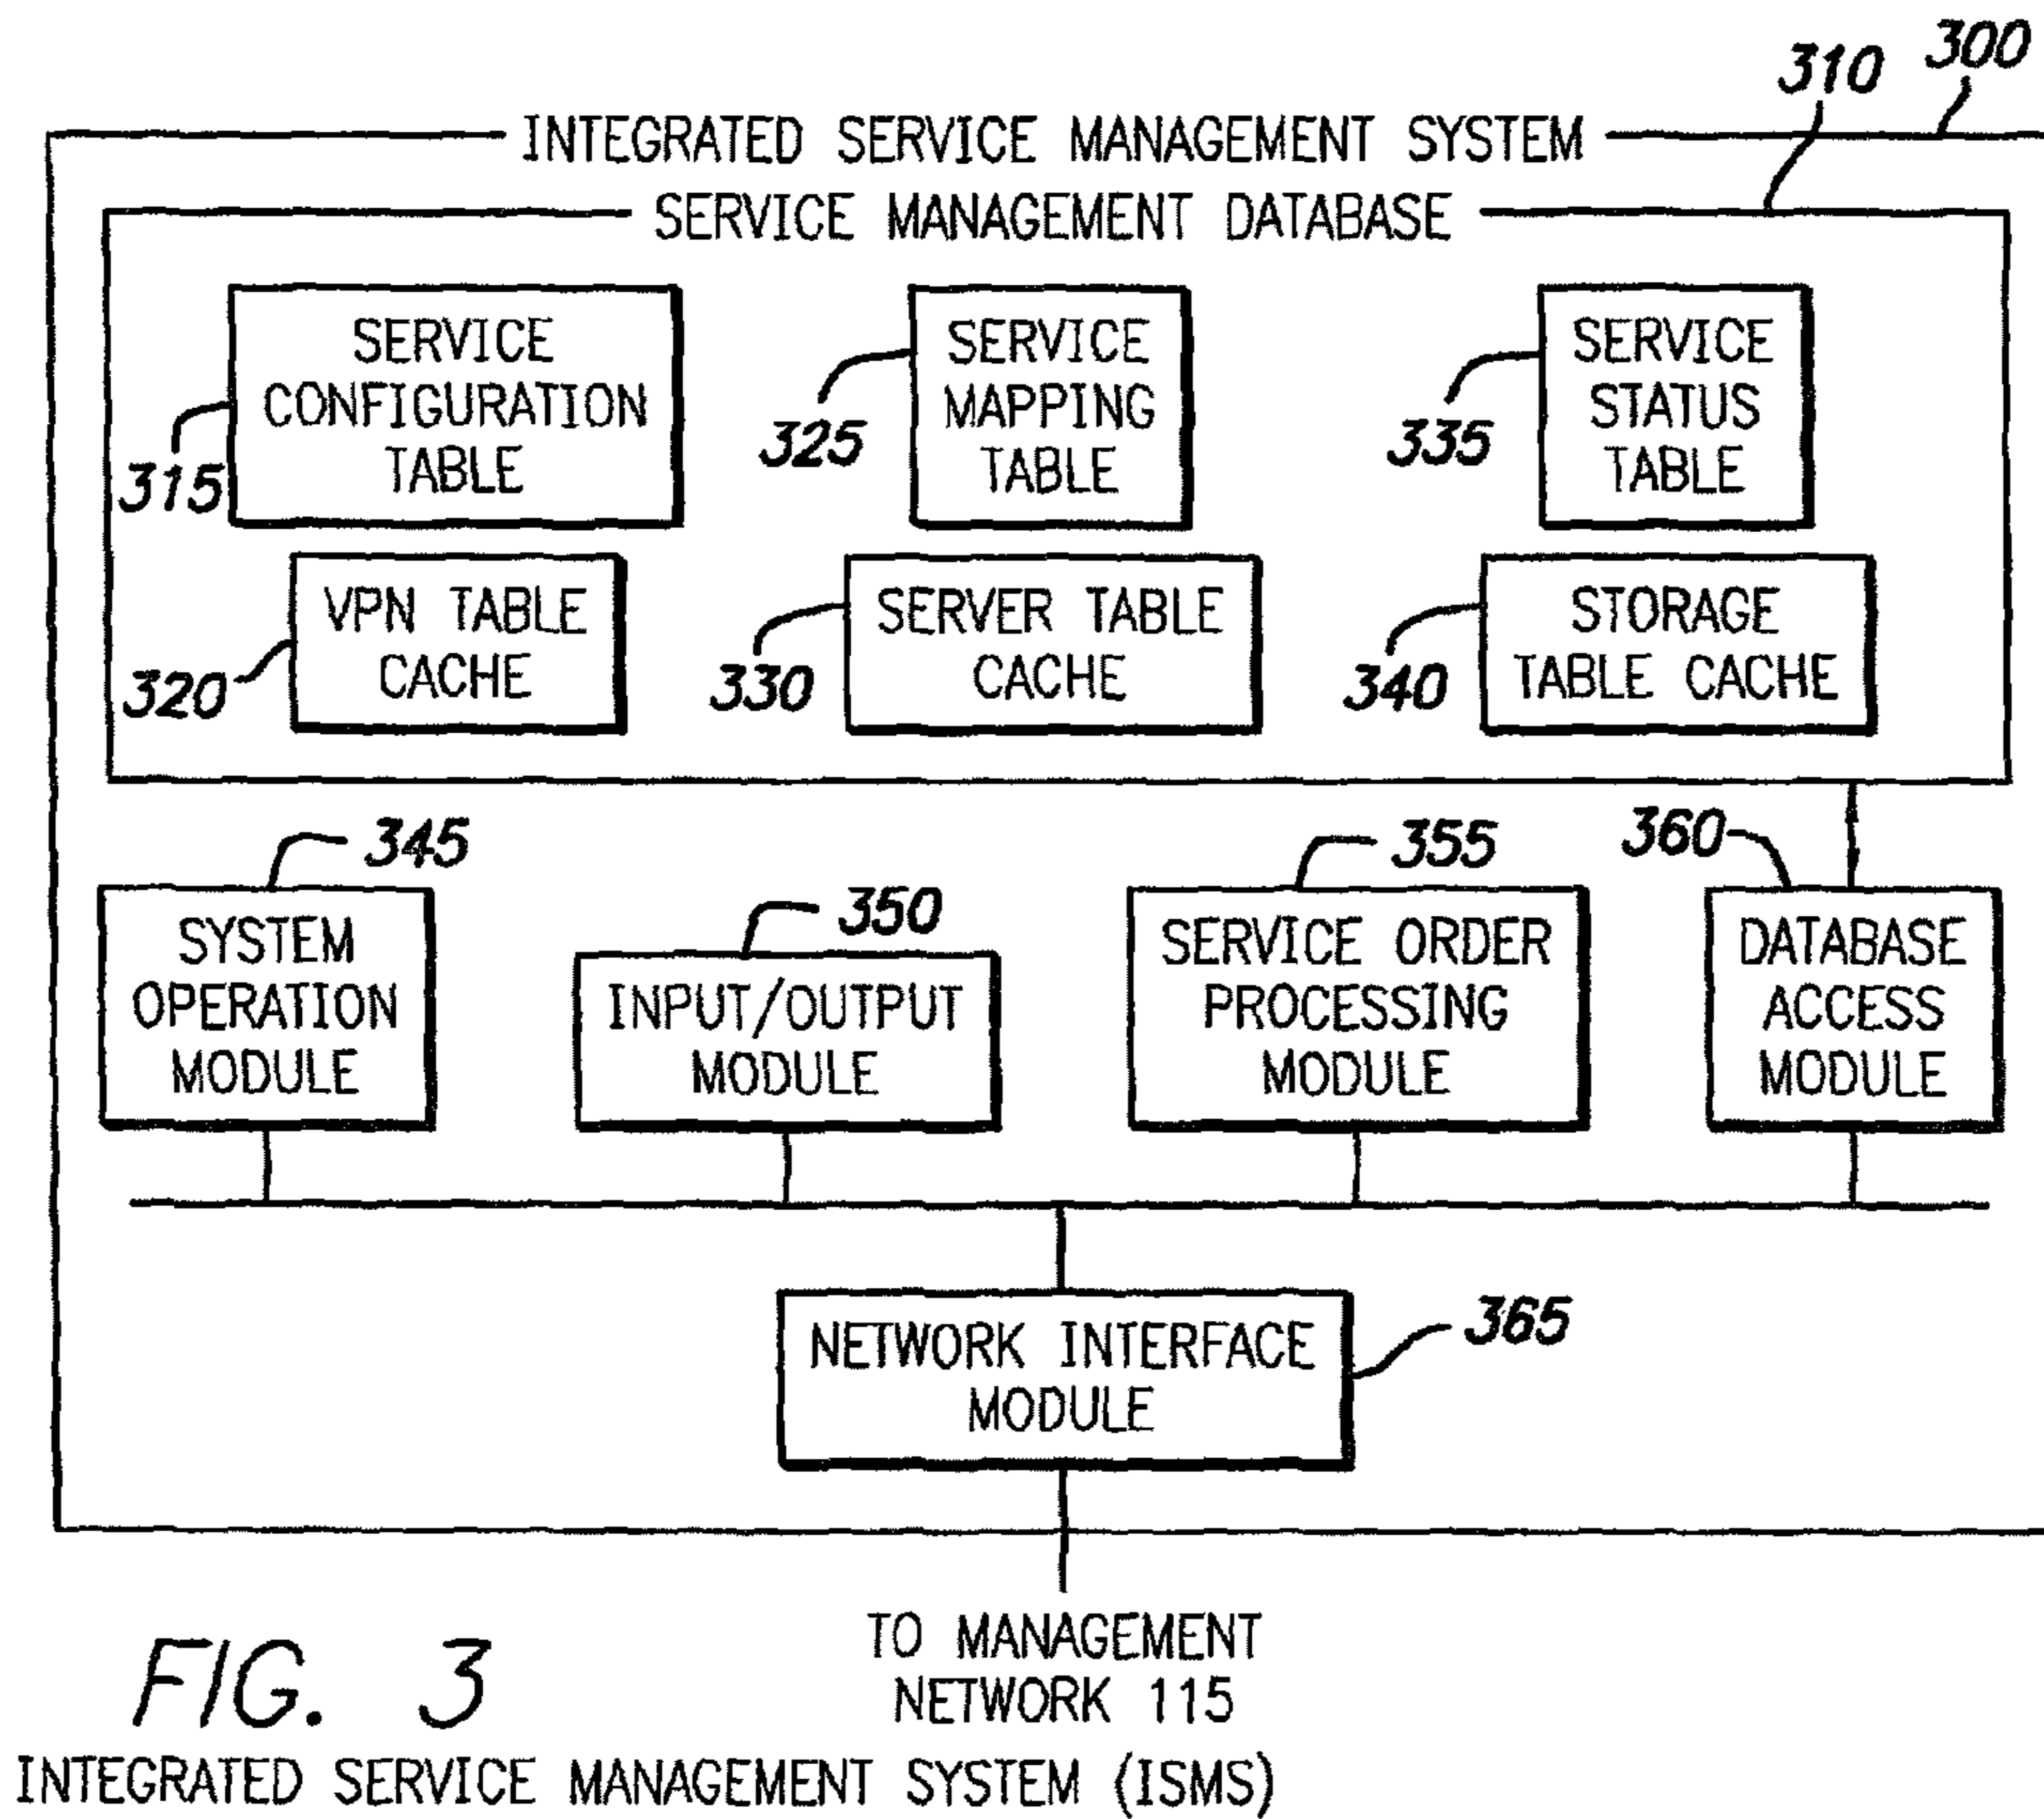 300
310
INTEGRATED SERVICE MANAGEMENT SYSTEM
SERVICE MANAGEMENT DATABASE
SERVICE
CONFIGURATION
TABLE
315
SERVICE
MAPPING
TABLE
325
SERVICE
STATUS
TABLE
335
VPN TABLE
CACHE
320
SERVER TABLE
CACHE
330
STORAGE
TABLE CACHE
340
345
SYSTEM
OPERATION
MODULE
350
INPUT/OUTPUT
MODULE
355
SERVICE ORDER
PROCESSING
MODULE
360
DATABASE
ACCESS
MODULE
NETWORK INTERFACE
MODULE
365
TO MANAGEMENT
NETWORK 115
FIG. 3
INTEGRATED SERVICE MANAGEMENT SYSTEM (ISMS)